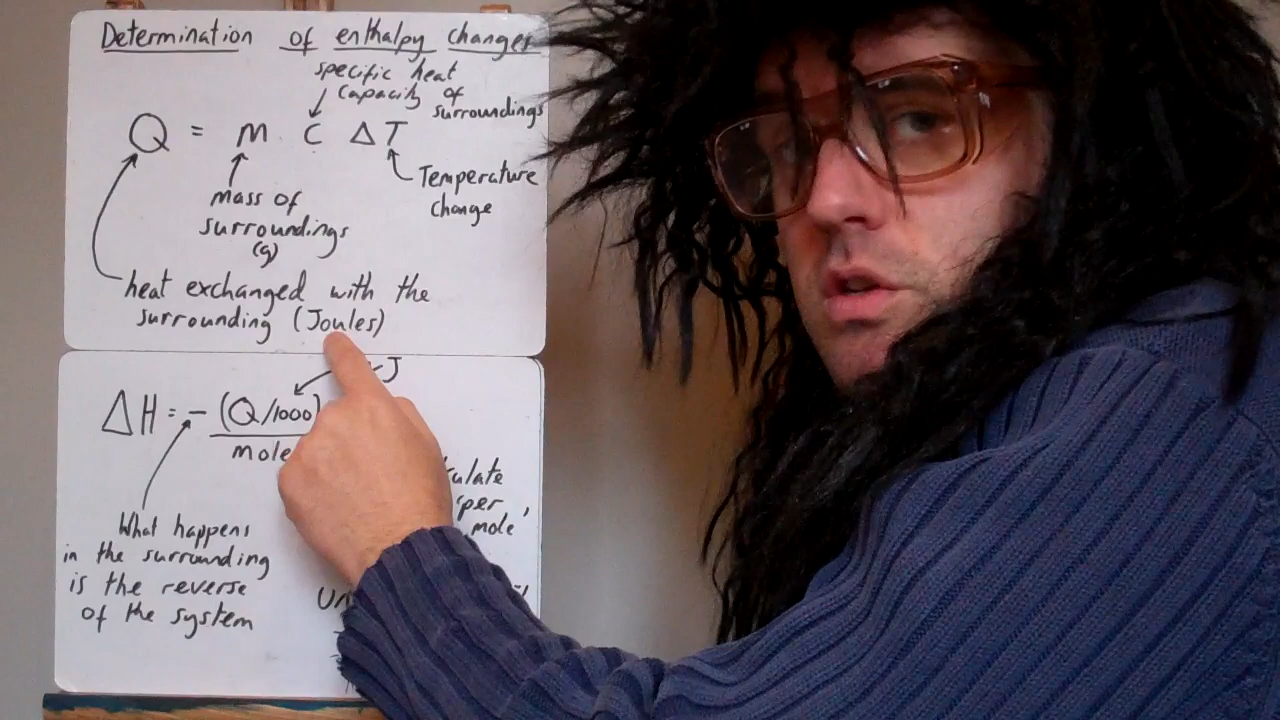 Determination of enthalpy changes
specific heat
capacity of
surroundings
Q = m c ΔT
Temperature
change
mass of
surroundings
(g)
heat exchanged with the
surrounding (Joules)
J
ΔH = - (Q/1000)
mole
per
mole'
What happens
in the surrounding
is the reverse
of the system